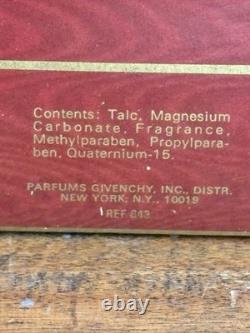 Contents: Talc, Magnesium
Carbonate, Fragrance,
Methylparaben, Propylpara-
ben, Quaternium-15.
PARFUMS GIVENCHY, INC., DISTR.
NEW YORK, N.Y., 10019
REF 643